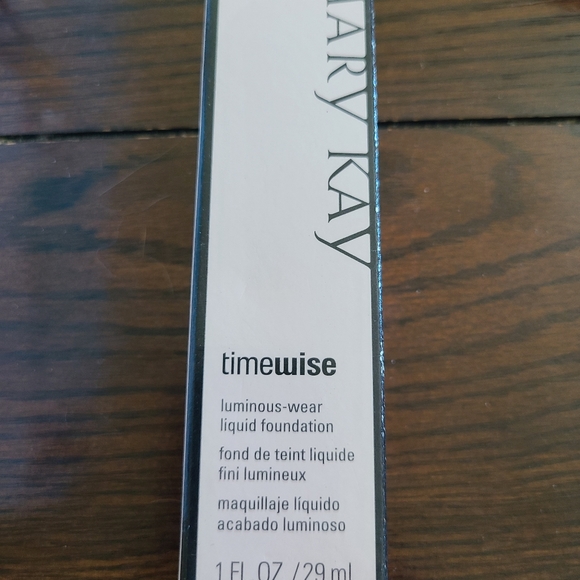 MARY KAY
timewise
luminous-wear
liquid foundation
fond de teint liquide
fini lumineux
maquillaje líquido
acabado luminoso
1 FL OZ / 29 ml